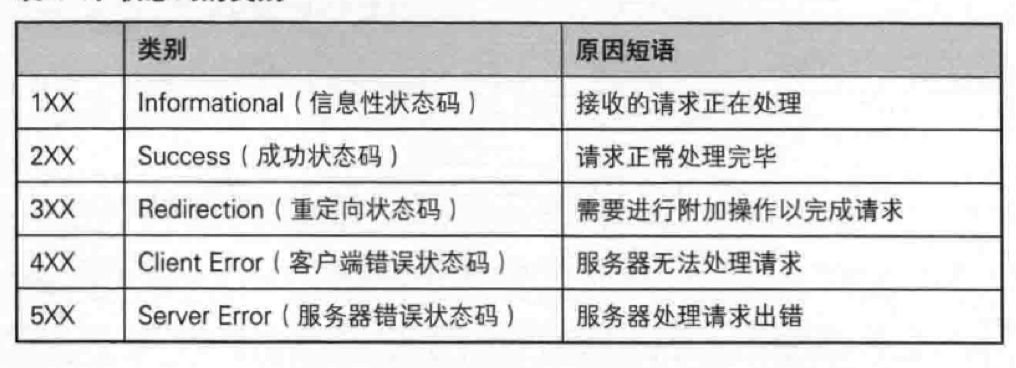 类别 原因短语
1XX Informational（信息性状态码） 接收的请求正在处理
2XX Success（成功状态码） 请求正常处理完毕
3XX Redirection（重定向状态码） 需要进行附加操作以完成请求
4XX Client Error（客户端错误状态码） 服务器无法处理请求
5XX Server Error（服务器错误状态码） 服务器处理请求出错